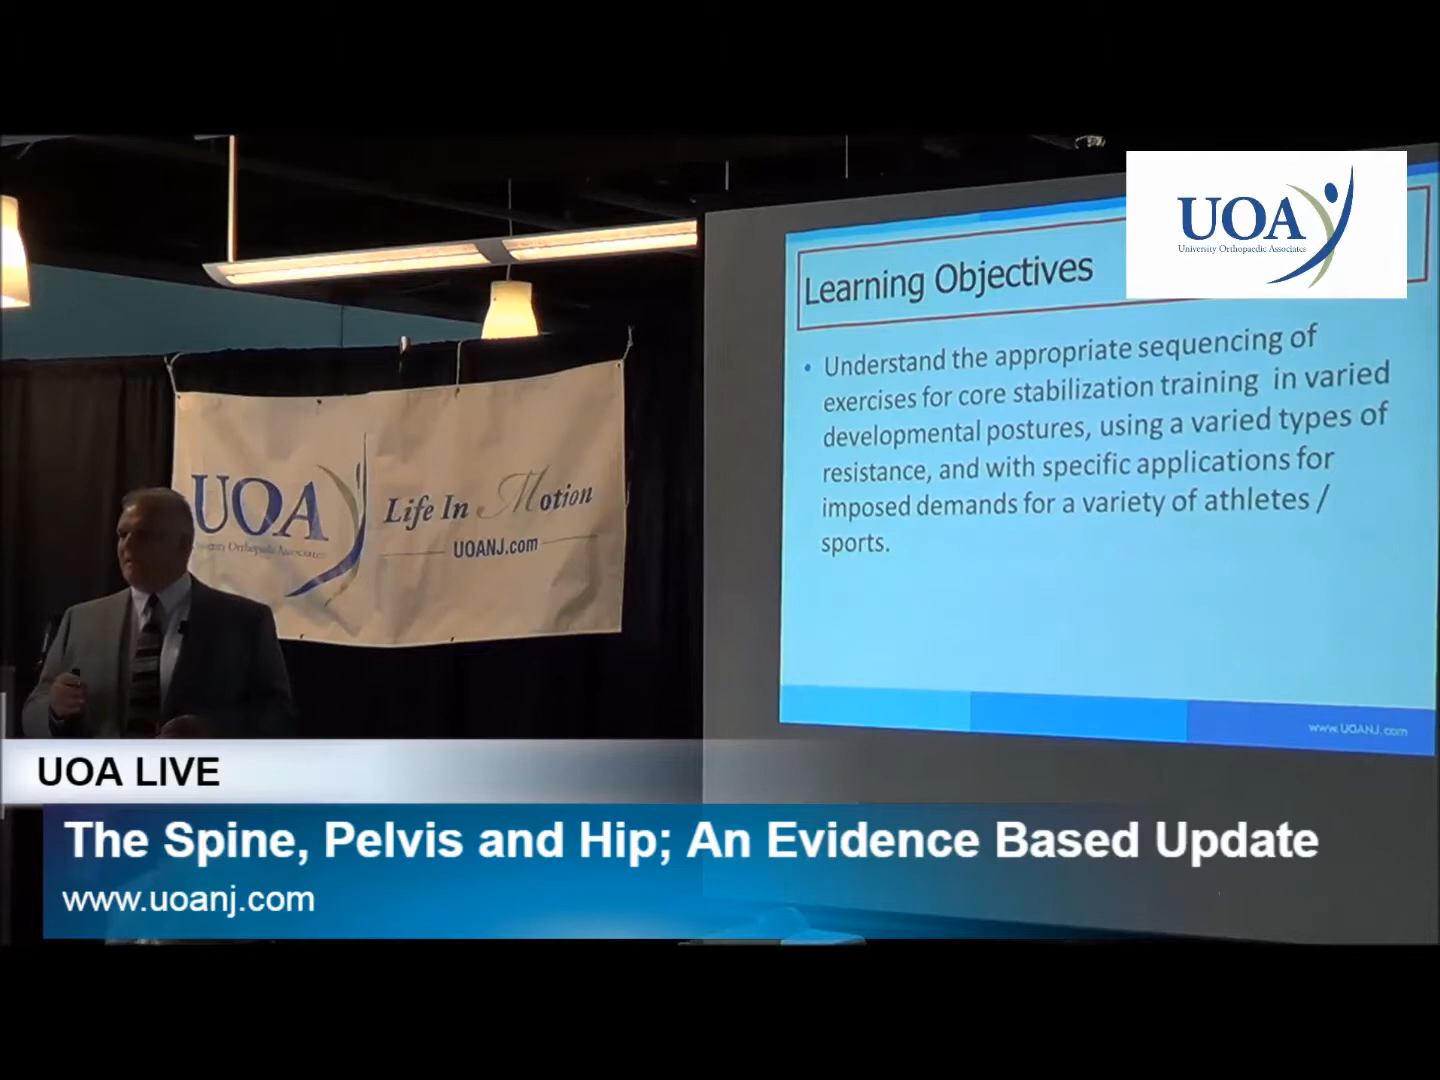 UOA
University Orthopaedic Associates
Learning Objectives
• Understand the appropriate sequencing of
exercises for core stabilization training in varied
developmental postures, using a varied types of
resistance, and with specific applications for
imposed demands for a variety of athletes /
sports.
www.UOANJ.com
UOA
University Orthopaedic Associates
Life In Motion
UOANJ.com
UOA LIVE
The Spine, Pelvis and Hip; An Evidence Based Update
www.uoanj.com